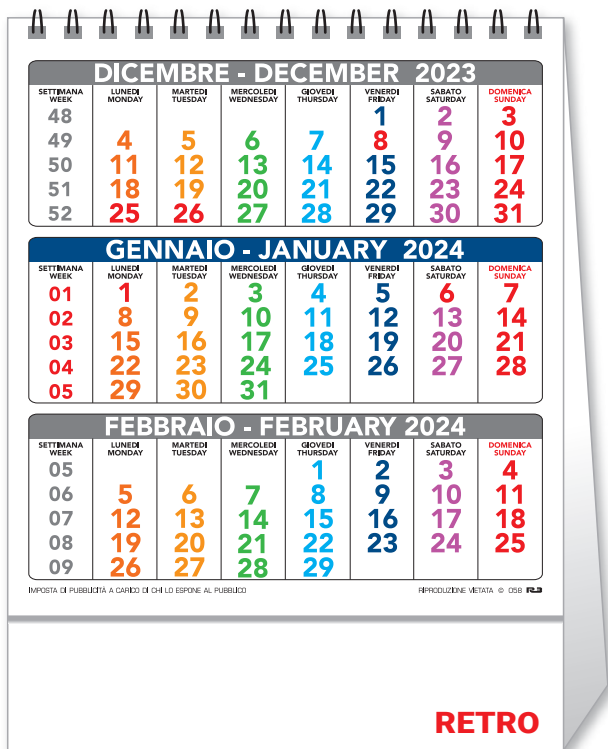 DICEMBRE - DECEMBER 2023
SETTIMANA LUNEDI MARTEDI MERCOLEDI GIOVEDI VENERDI SABATO DOMENICA
WEEK MONDAY TUESDAY WEDNESDAY THURSDAY FRIDAY SATURDAY SUNDAY
48 1 2 3
49 4 5 6 7 8 9 10
50 11 12 13 14 15 16 17
51 18 19 20 21 22 23 24
52 25 26 27 28 29 30 31
GENNAIO - JANUARY 2024
SETTIMANA LUNEDI MARTEDI MERCOLEDI GIOVEDI VENERDI SABATO DOMENICA
WEEK MONDAY TUESDAY WEDNESDAY THURSDAY FRIDAY SATURDAY SUNDAY
01 1 2 3 4 5 6 7
02 8 9 10 11 12 13 14
03 15 16 17 18 19 20 21
04 22 23 24 25 26 27 28
05 29 30 31
FEBBRAIO - FEBRUARY 2024
SETTIMANA LUNEDI MARTEDI MERCOLEDI GIOVEDI VENERDI SABATO DOMENICA
WEEK MONDAY TUESDAY WEDNESDAY THURSDAY FRIDAY SATURDAY SUNDAY
05 1 2 3 4
06 5 6 7 8 9 10 11
07 12 13 14 15 16 17 18
08 19 20 21 22 23 24 25
09 26 27 28 29
IMPOSTA DI PUBBLICITÀ A CARICO DI CHI LO ESPONE AL PUBBLICO RIPRODUZIONE VIETATA © 058
RETRO